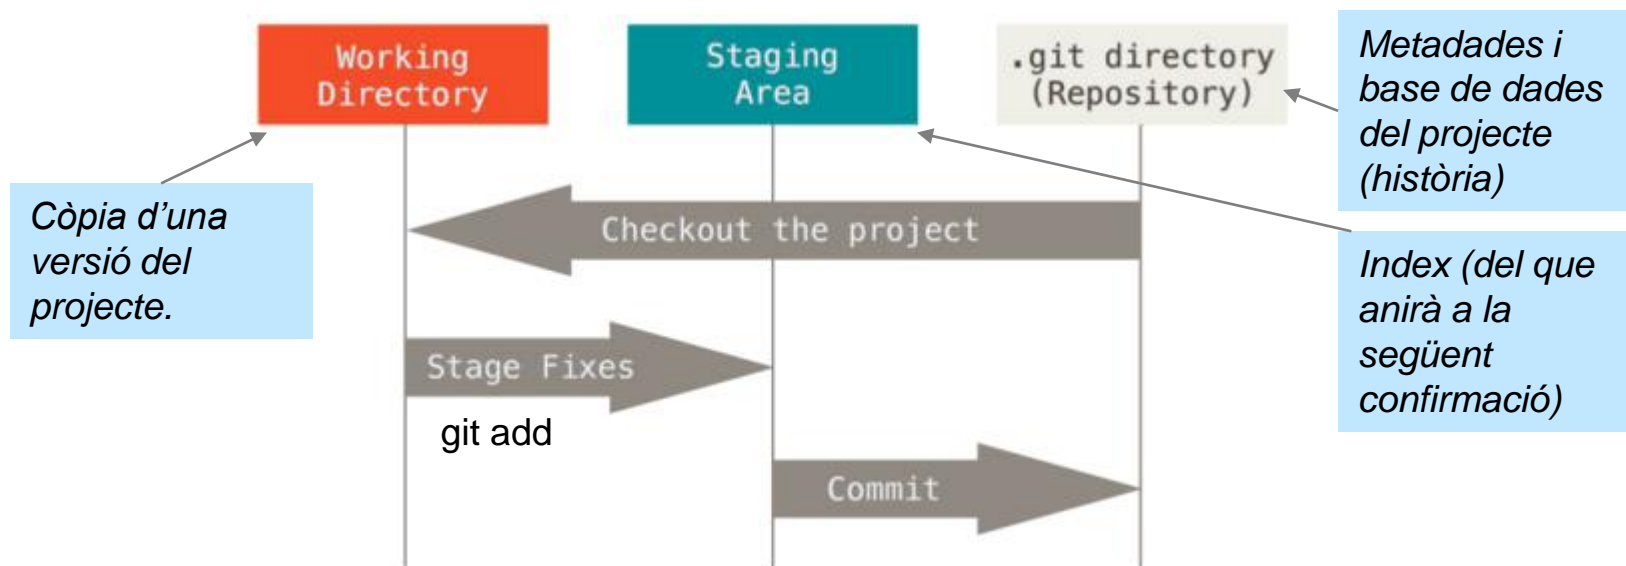 Working
Directory
Staging
Area
.git directory
(Repository)
Metadades i
base de dades
del projecte
(història)
Còpia d’una
versió del
projecte.
Checkout the project
Index (del que
anirà a la
següent
confirmació)
Stage Fixes
git add
Commit